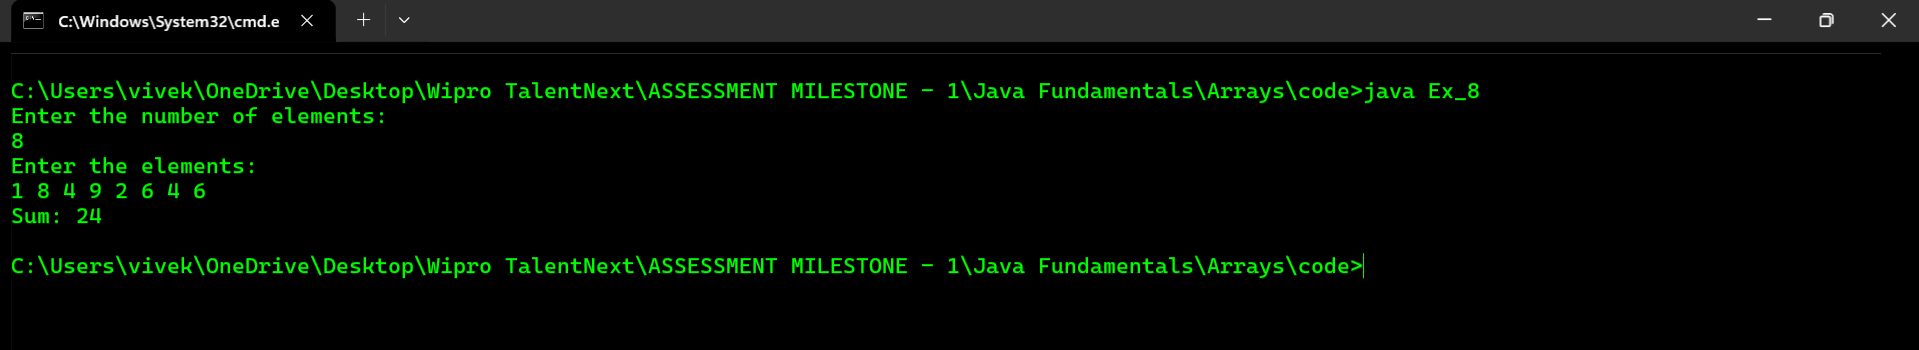 C:\Windows\System32\cmd.e
C:\Users\vivek\OneDrive\Desktop\Wipro TalentNext\ASSESSMENT MILESTONE - 1\Java Fundamentals\Arrays\code>java Ex_8
Enter the number of elements:
8
Enter the elements:
1 8 4 9 2 6 4 6
Sum: 24
C:\Users\vivek\OneDrive\Desktop\Wipro TalentNext\ASSESSMENT MILESTONE - 1\Java Fundamentals\Arrays\code>